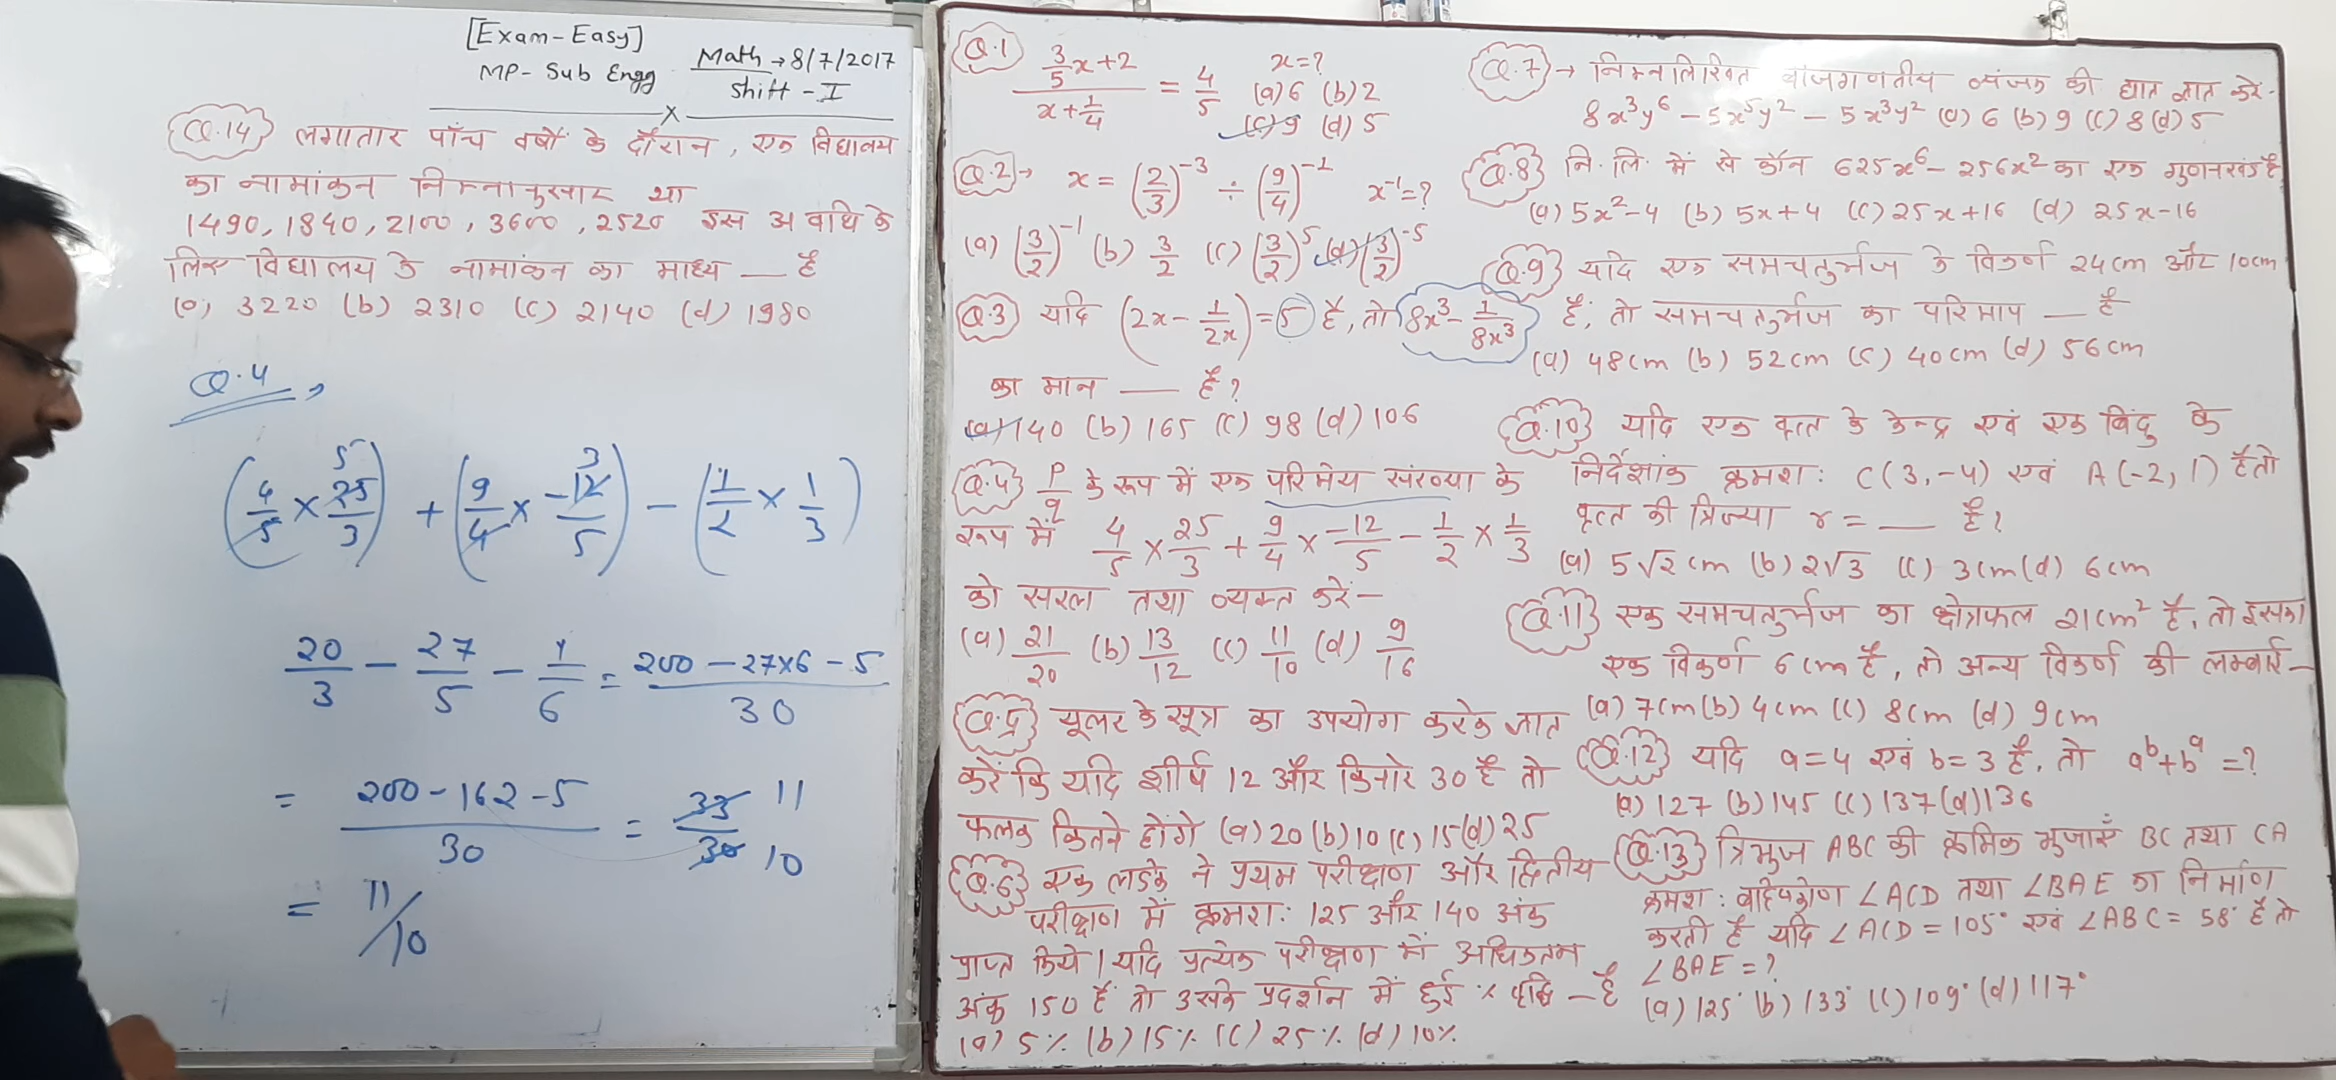 [Exam-Easy]
MP- Sub Engg Math → 8/7/2017
Shift - I
x
Q.14 लगातार पाँच वर्षों के दौरान, एक विद्यालय
का नामांकन निम्नानुसार था
1490, 1840, 2100, 3600, 2520 इस अवधि के
लिए विद्यालय के नामांकन का माध्य — है
(a) 3220 (b) 2310 (c) 2140 (d) 1980
Q.4,
(4/5 × 25/3) + (9/4 × -12/5) - (1/2 × 1/3)
5 3
20/3 - 27/5 - 1/6 = (200 - 27×6 - 5)/30
= (200 - 162 - 5)/30 = 33/30 11/10
= 11/10
Q.1 (3/5 x + 2)/(x + 1/4) = 4/5 x = ?
(a) 6 (b) 2
(c) 9 (d) 5
Q.2 → x = (2/3)^-3 ÷ (9/4)^-1 x^-1 = ?
(a) (3/2)^-1 (b) 3/2 (c) (3/2)^5 (d) (3/2)^-5
Q.3 यदि (2x - 1/2x) = 5 है, तो 8x³ - 1/8x³
का मान — है?
(a) 140 (b) 165 (c) 98 (d) 106
Q.4 P/q के रूप में एक परिमेय संख्या के
रूप में 4/5 × 25/3 + 9/4 × -12/5 - 1/2 × 1/3
को सरल तथा व्यक्त करें-
(a) 21/20 (b) 13/12 (c) 11/10 (d) 9/16
Q.5 यूलर के सूत्र का उपयोग करके ज्ञात
करें कि यदि शीर्ष 12 और किनारे 30 है तो
फलक कितने होंगे (a) 20 (b) 10 (c) 15 (d) 25
Q.6 एक लडके ने प्रथम परीक्षण और द्वितीय
परीक्षण में क्रमश: 125 और 140 अंक
प्राप्त किये। यदि प्रत्येक परीक्षण में अधिकतम
अंक 150 हैं तो उसके प्रदर्शन में हुई % वृद्धि — है
(a) 5% (b) 15% (c) 25% (d) 10%
Q.7 → निम्नलिखित बीजगणितीय व्यंजक की घात ज्ञात करें-
8x³y⁶ - 5x⁵y² - 5x³y² (a) 6 (b) 9 (c) 8 (d) 5
Q.8 नि.लि. में से कौन 625x⁶ - 256x² का एक गुणनखंड है
(a) 5x²-4 (b) 5x+4 (c) 25x+16 (d) 25x-16
Q.9 यदि एक समचतुर्भुज के विकर्ण 24cm और 10cm
हैं, तो समचतुर्भुज का परिमाप — है
(a) 48cm (b) 52cm (c) 40cm (d) 56cm
Q.10 यदि एक वृत्त के केन्द्र एवं एक बिंदु के
निर्देशांक क्रमश: C(3,-4) एवं A(-2,1) है तो
वृत्त की त्रिज्या r = — है?
(a) 5√2 cm (b) 2√3 (c) 3cm (d) 6cm
Q.11 एक समचतुर्भुज का क्षेत्रफल 21cm² है, तो इसका
एक विकर्ण 6cm है, तो अन्य विकर्ण की लम्बाई-
(a) 7cm (b) 4cm (c) 8cm (d) 9cm
Q.12 यदि a=4 एवं b=3 है, तो a^b + b^a = ?
(a) 127 (b) 145 (c) 137 (d) 136
Q.13 त्रिभुज ABC की क्रमिक भुजाएँ BC तथा CA
क्रमश: बहिष्कोण ∠ACD तथा ∠BAE का निर्माण
करती है यदि ∠ACD = 105° एवं ∠ABC = 58° है तो
∠BAE = ?
(a) 125° (b) 133° (c) 109° (d) 117°